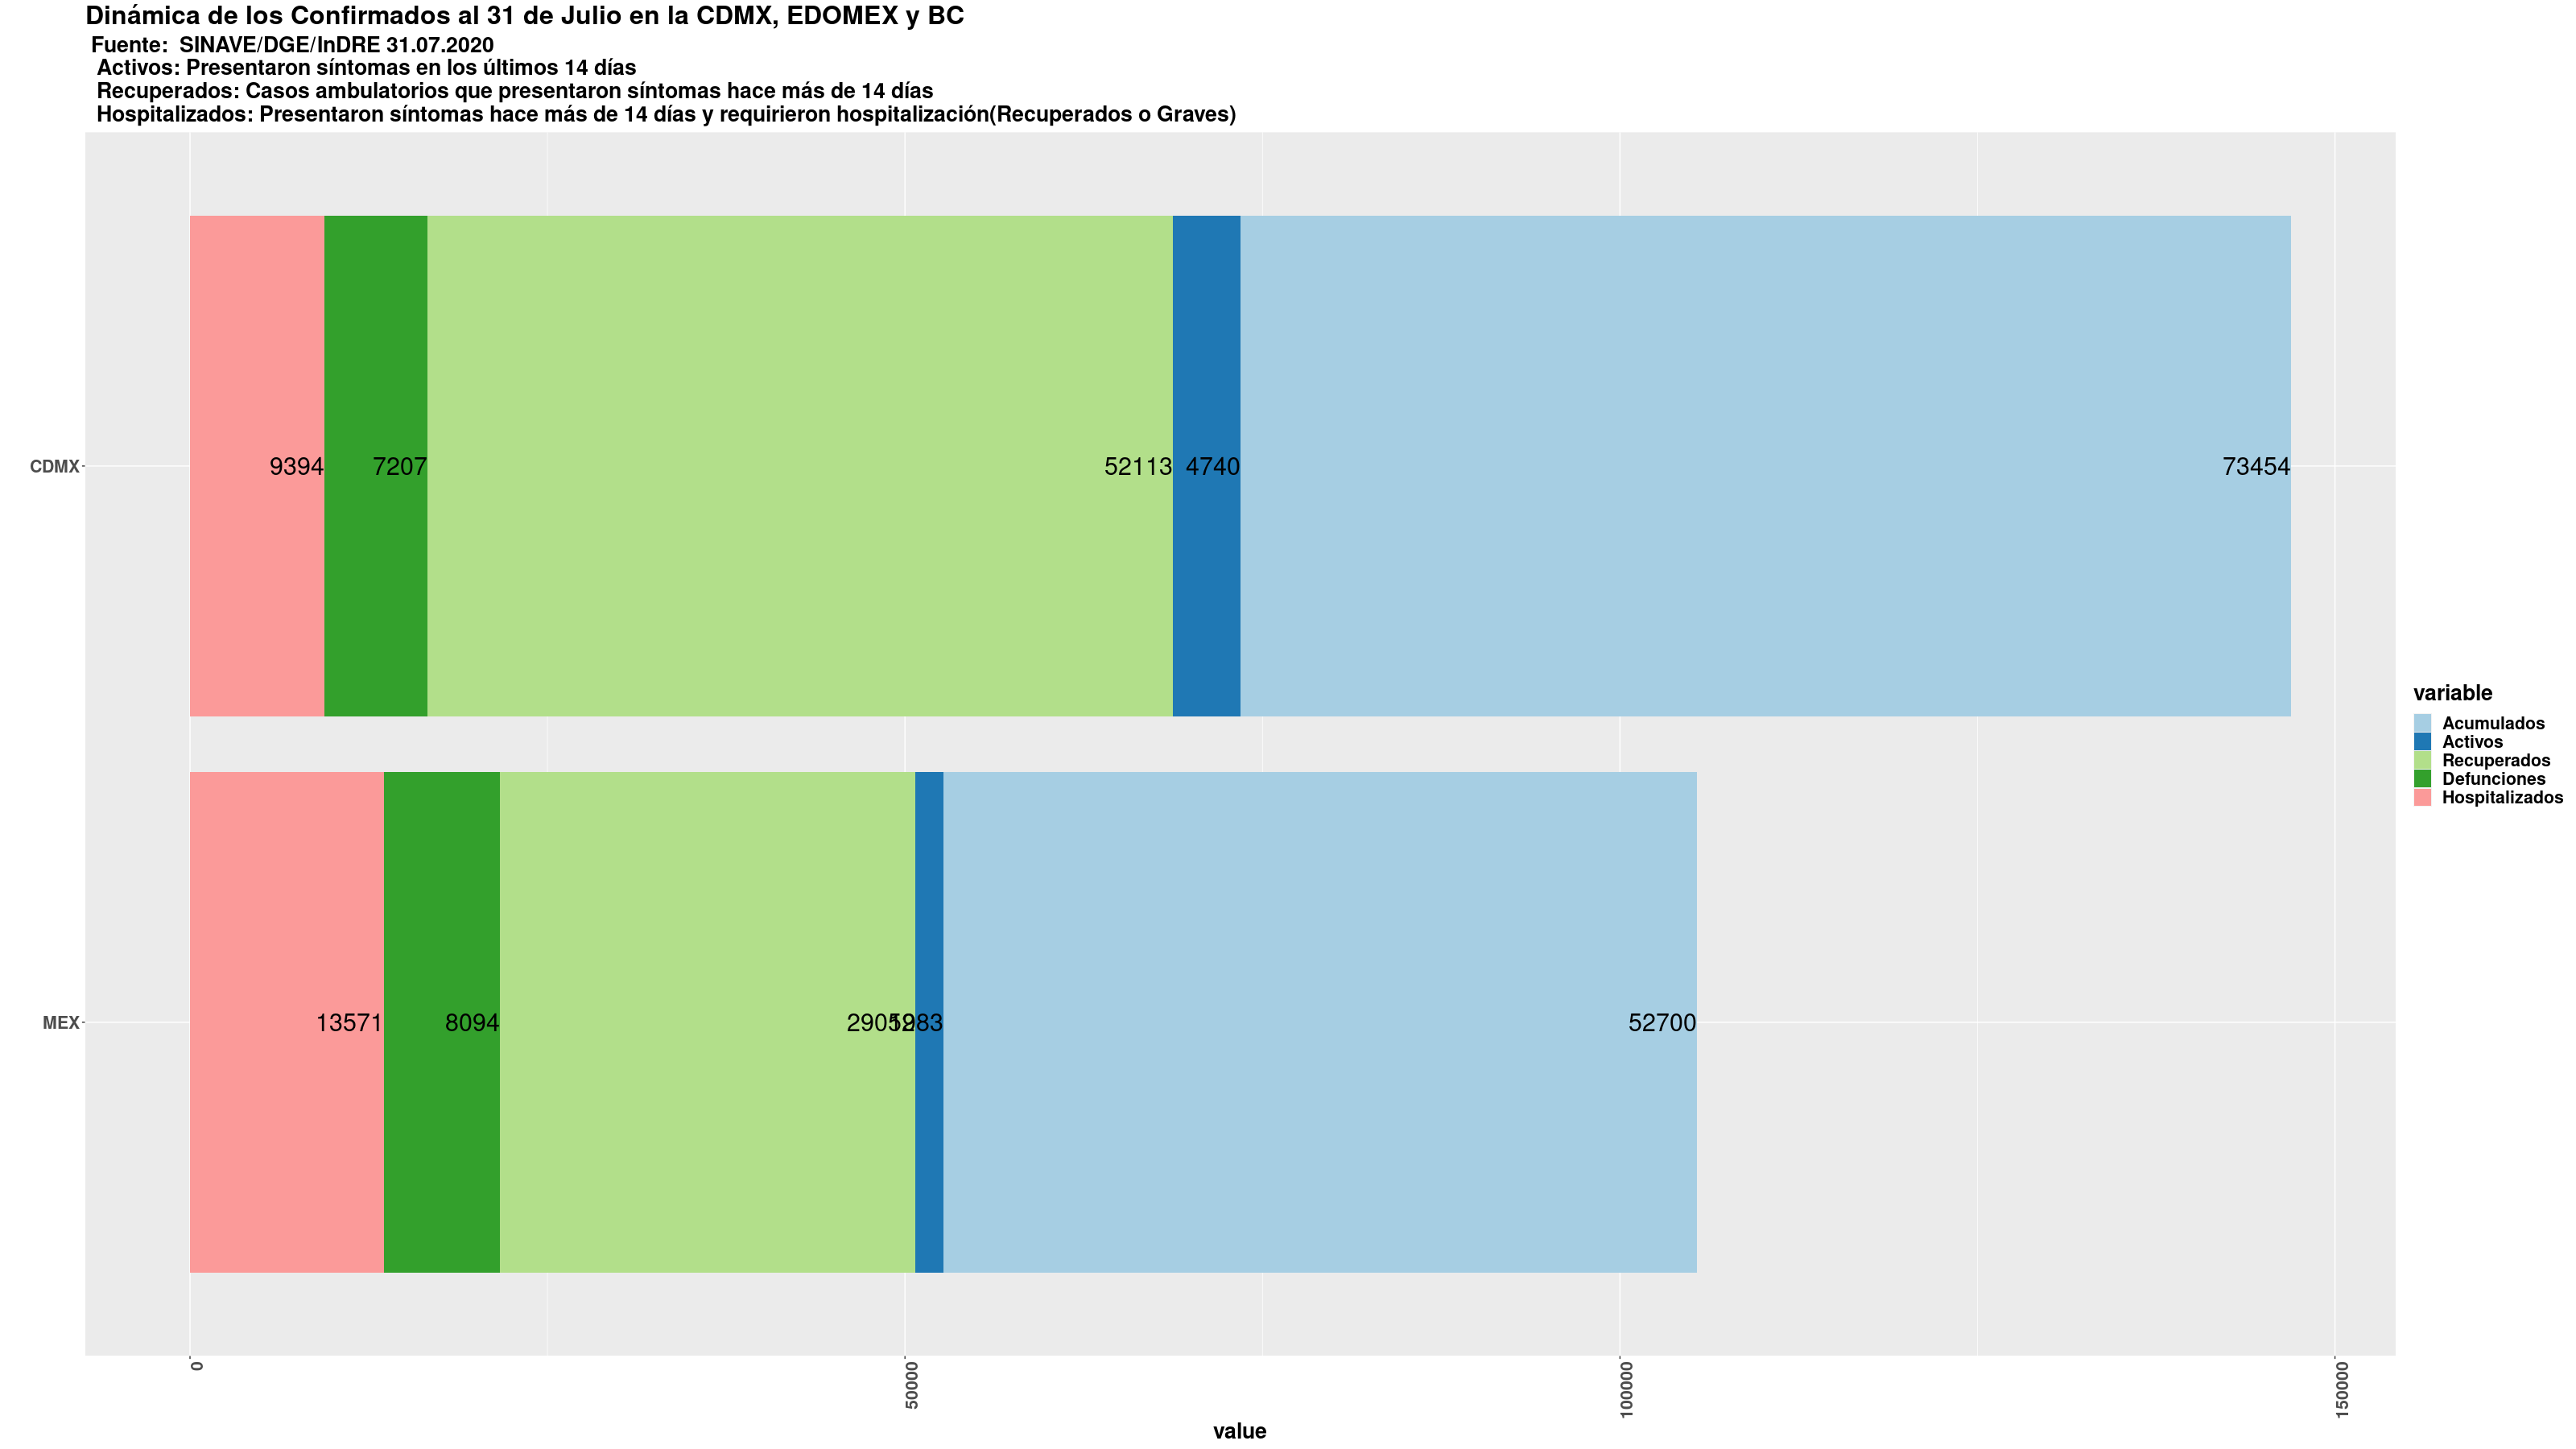 Dinámica de los Confirmados al 31 de Julio en la CDMX, EDOMEX y BC
Fuente: SINAVE/DGE/InDRE 31.07.2020
Activos: Presentaron síntomas en los últimos 14 días
Recuperados: Casos ambulatorios que presentaron síntomas hace más de 14 días
Hospitalizados: Presentaron síntomas hace más de 14 días y requirieron hospitalización(Recuperados o Graves)
CDMX
9394
7207
52113
4740
73454
MEX
13571
8094
29052
1983
52700
0
50000
100000
150000
value
variable
Acumulados
Activos
Recuperados
Defunciones
Hospitalizados